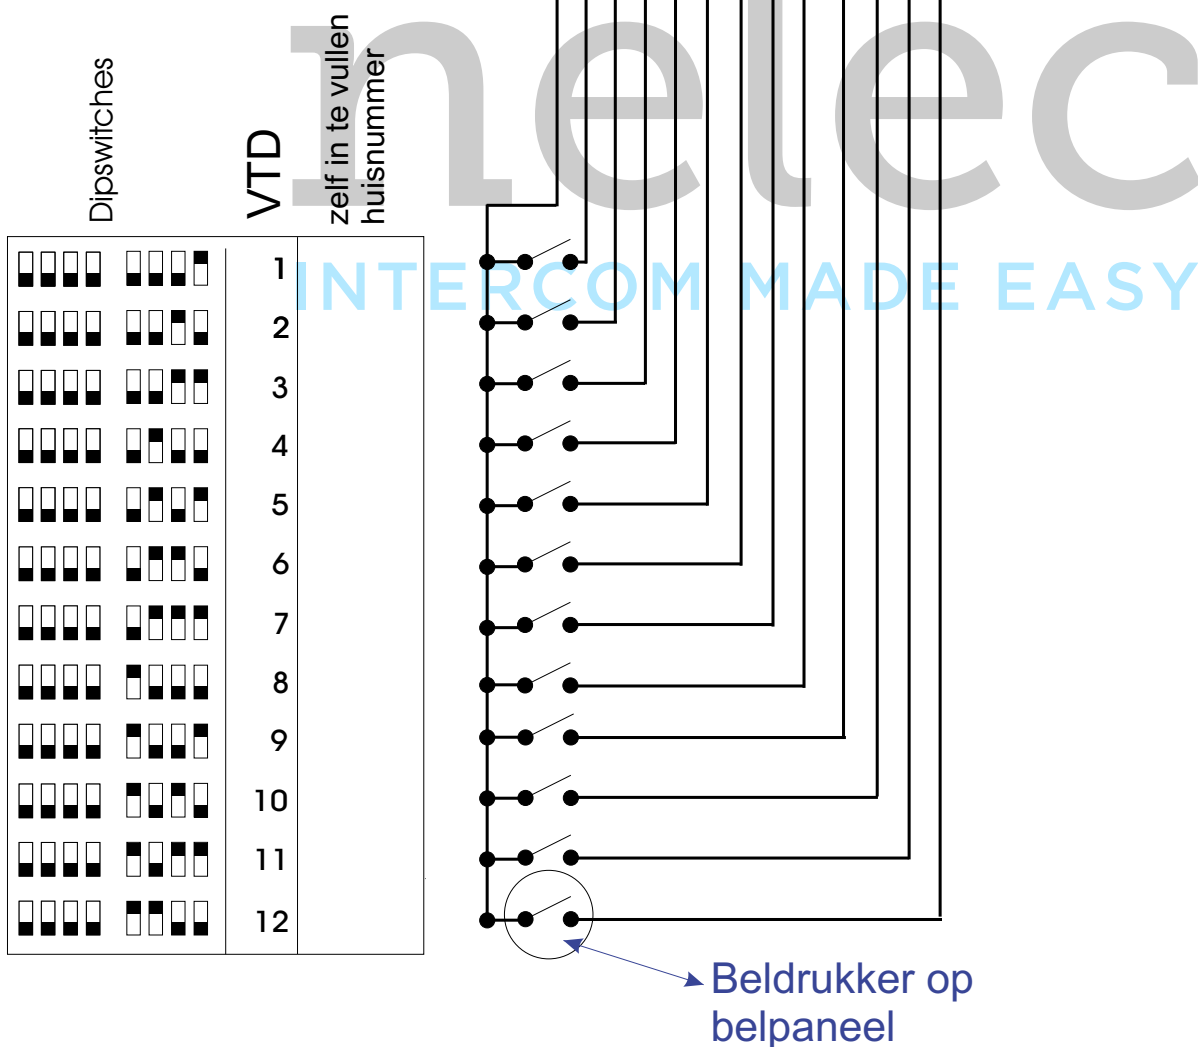 nelec
INTERCOM MADE EASY
Dipswitches
VTD
zelf in te vullen
huisnummer
1
2
3
4
5
6
7
8
9
10
11
12
Beldrukker op
belpaneel